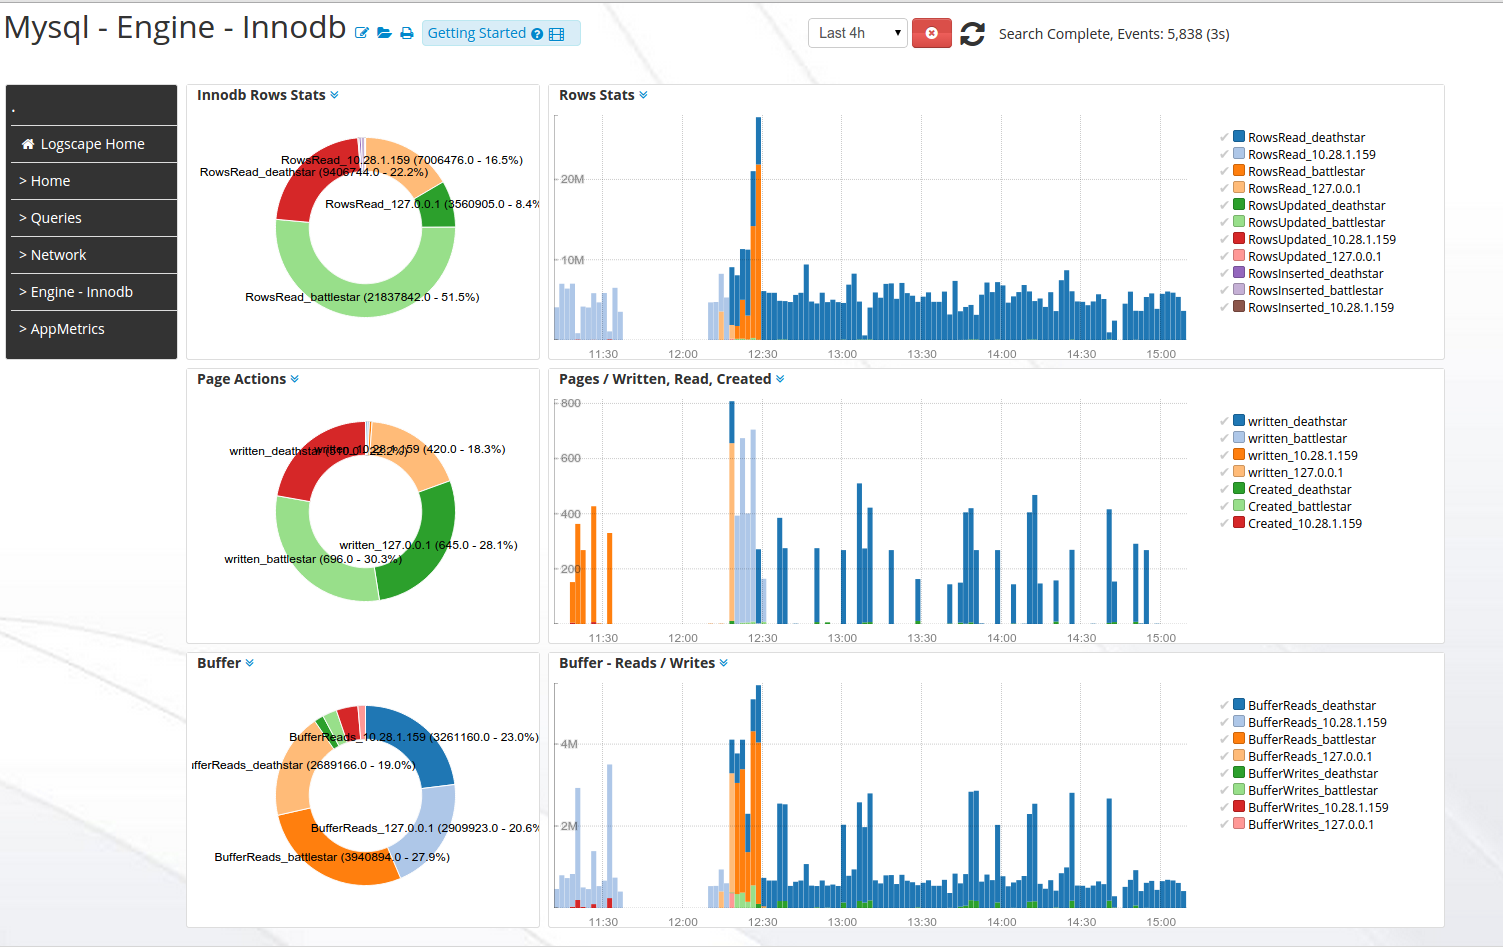 Mysql - Engine - Innodb
Getting Started
Last 4h
Search Complete, Events: 5,838 (3s)
.
Logscape Home
> Home
> Queries
> Network
> Engine - Innodb
> AppMetrics
Innodb Rows Stats
RowsRead_10.28.1.159 (7006476.0 - 16.5%)
RowsRead_deathstar (9406744.0 - 22.2%)
RowsRead_127.0.0.1 (3560905.0 - 8.4%
RowsRead_battlestar (21837842.0 - 51.5%)
Rows Stats
20M
10M
11:30 12:00 12:30 13:00 13:30 14:00 14:30 15:00
RowsRead_deathstar
RowsRead_10.28.1.159
RowsRead_battlestar
RowsRead_127.0.0.1
RowsUpdated_deathstar
RowsUpdated_battlestar
RowsUpdated_10.28.1.159
RowsUpdated_127.0.0.1
RowsInserted_deathstar
RowsInserted_battlestar
RowsInserted_10.28.1.159
Page Actions
written_10.28.1.159 (420.0 - 18.3%)
written_deathstar (510.0 - 22.2%)
written_127.0.0.1 (645.0 - 28.1%)
written_battlestar (696.0 - 30.3%)
Pages / Written, Read, Created
800
600
400
200
11:30 12:00 12:30 13:00 13:30 14:00 14:30 15:00
written_deathstar
written_battlestar
written_10.28.1.159
written_127.0.0.1
Created_deathstar
Created_battlestar
Created_10.28.1.159
Buffer
BufferReads_10.28.1.159 (3261160.0 - 23.0%)
ufferReads_deathstar (2689166.0 - 19.0%)
BufferReads_127.0.0.1 (2909923.0 - 20.6%
BufferReads_battlestar (3940894.0 - 27.9%)
Buffer - Reads / Writes
4M
2M
11:30 12:00 12:30 13:00 13:30 14:00 14:30 15:00
BufferReads_deathstar
BufferReads_10.28.1.159
BufferReads_battlestar
BufferReads_127.0.0.1
BufferWrites_deathstar
BufferWrites_battlestar
BufferWrites_10.28.1.159
BufferWrites_127.0.0.1